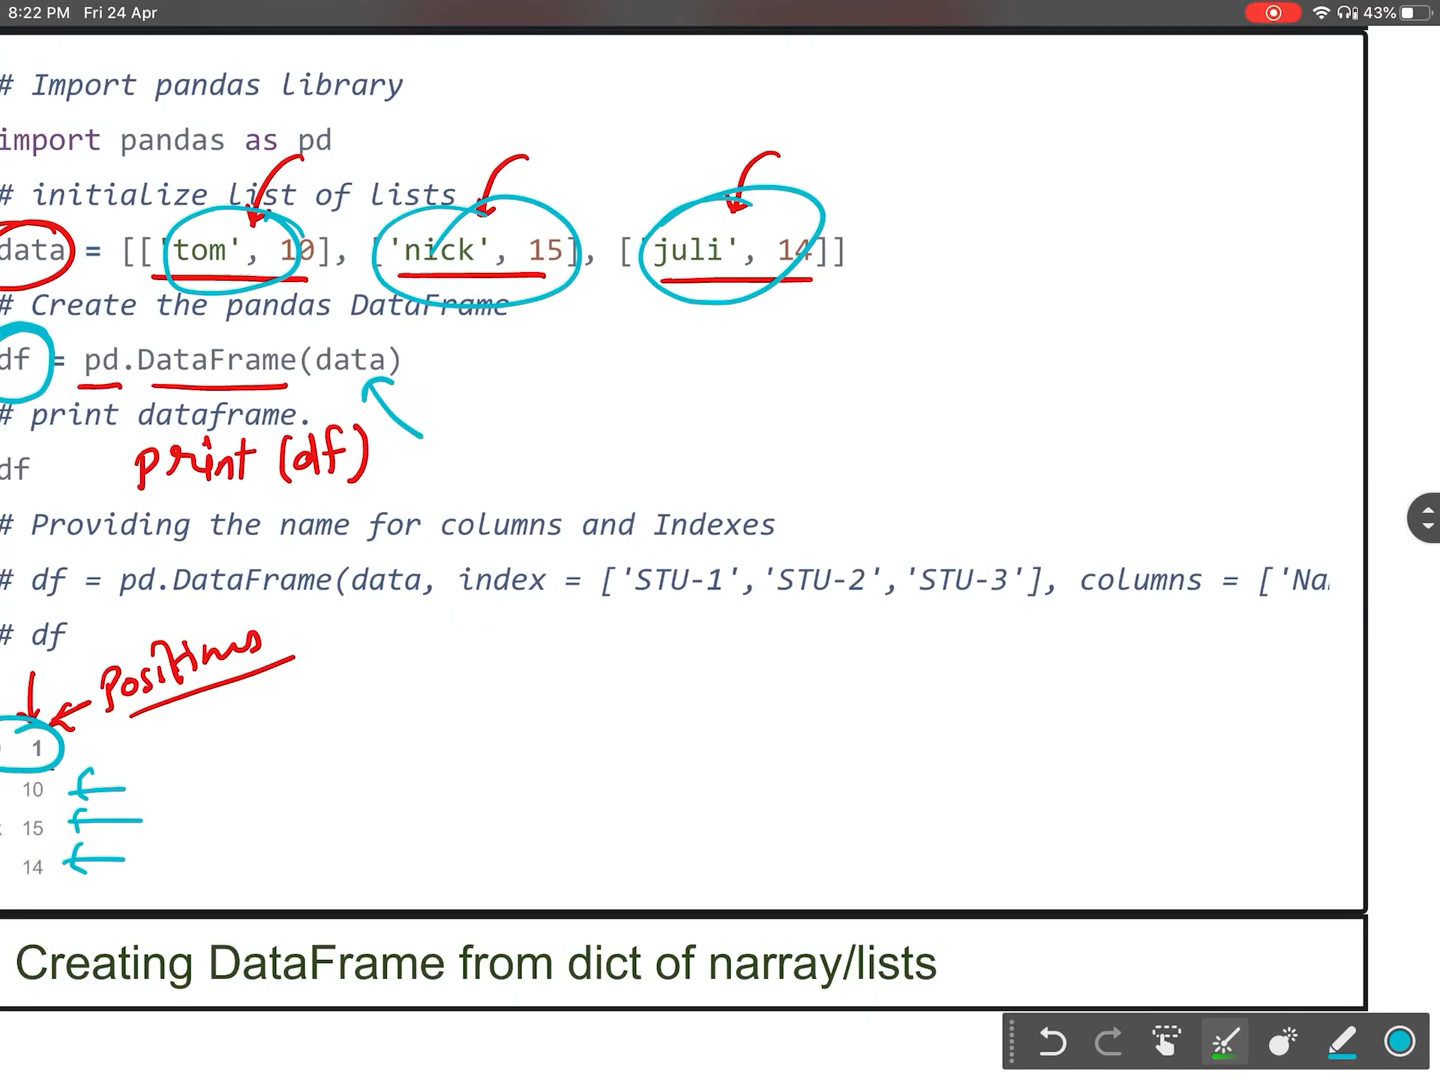 8:22 PM Fri 24 Apr 43%
# Import pandas library
import pandas as pd
# initialize list of lists
data = [['tom', 10], ['nick', 15], ['juli', 14]]
# Create the pandas DataFrame
df = pd.DataFrame(data)
# print dataframe.
print (df)
df
# Providing the name for columns and Indexes
# df = pd.DataFrame(data, index = ['STU-1','STU-2','STU-3'], columns = ['Na
# df
Positions
1
10
15
14
Creating DataFrame from dict of narray/lists